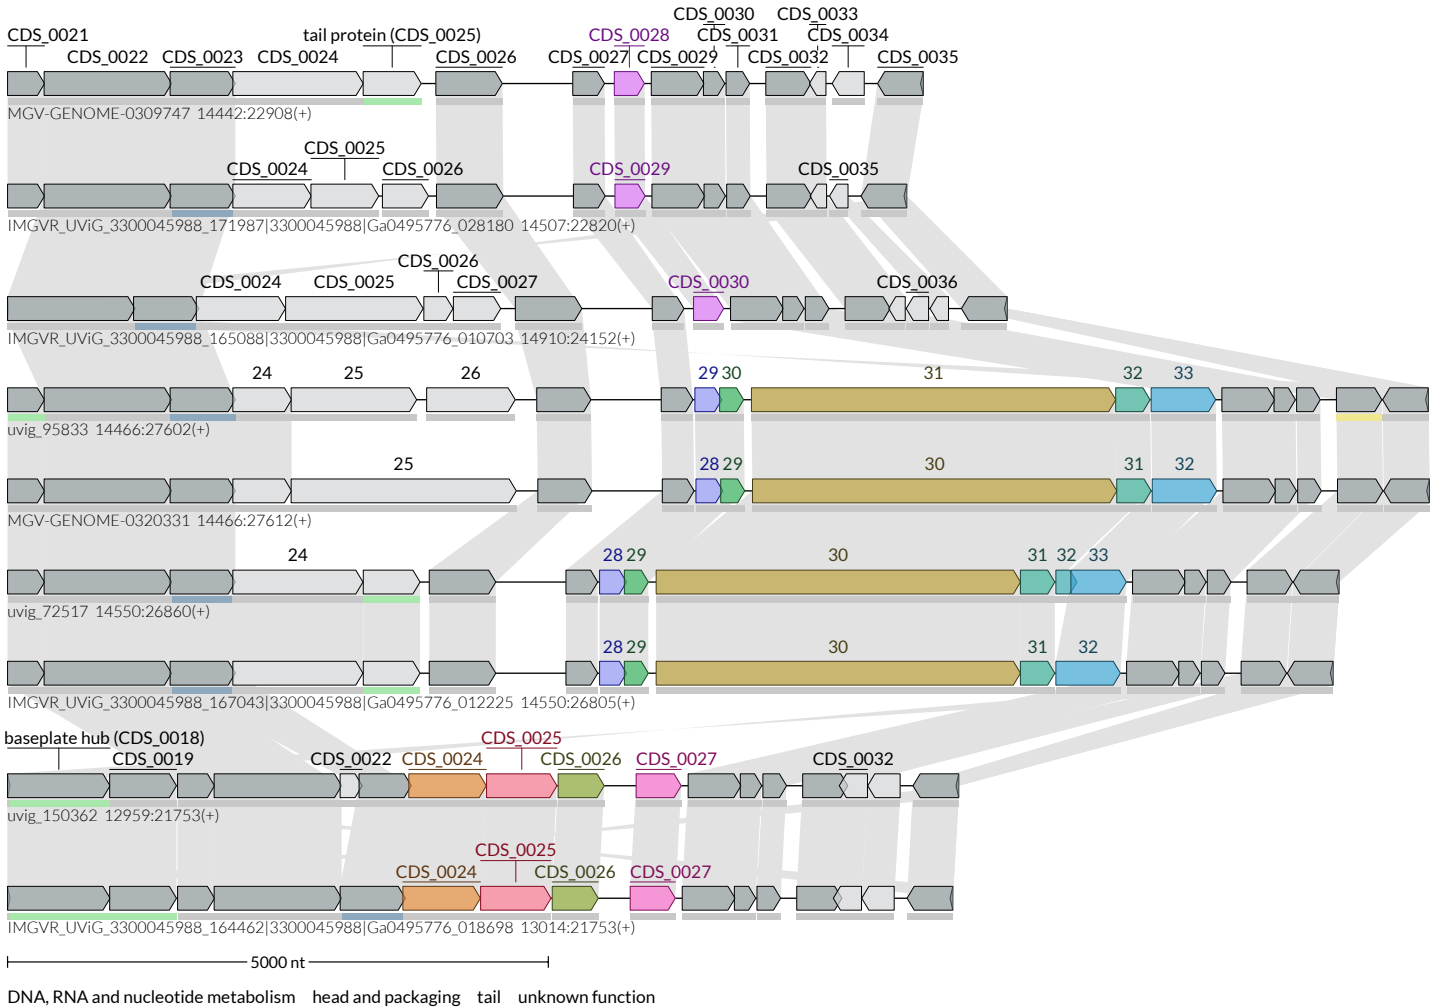 CDS_0030 CDS_0033
CDS_0021 tail protein (CDS_0025) CDS_0028 CDS_0031 CDS_0034
CDS_0022 CDS_0023 CDS_0024 CDS_0026 CDS_0027 CDS_0029 CDS_0032 CDS_0035
MGV-GENOME-0309747 14442:22908(+)
CDS_0025
CDS_0024 CDS_0026 CDS_0029 CDS_0035
IMGVR_UViG_3300045988_171987|3300045988|Ga0495776_028180 14507:22820(+)
CDS_0026
CDS_0024 CDS_0025 CDS_0027 CDS_0030 CDS_0036
IMGVR_UViG_3300045988_165088|3300045988|Ga0495776_010703 14910:24152(+)
24 25 26 29 30 31 32 33
uvig_95833 14466:27602(+)
25 28 29 30 31 32
MGV-GENOME-0320331 14466:27612(+)
24 28 29 30 31 32 33
uvig_72517 14550:26860(+)
28 29 30 31 32
IMGVR_UViG_3300045988_167043|3300045988|Ga0495776_012225 14550:26805(+)
baseplate hub (CDS_0018) CDS_0025
CDS_0019 CDS_0022 CDS_0024 CDS_0026 CDS_0027 CDS_0032
uvig_150362 12959:21753(+)
CDS_0025
CDS_0024 CDS_0026 CDS_0027
IMGVR_UViG_3300045988_164462|3300045988|Ga0495776_018698 13014:21753(+)
5000 nt
DNA, RNA and nucleotide metabolism head and packaging tail unknown function